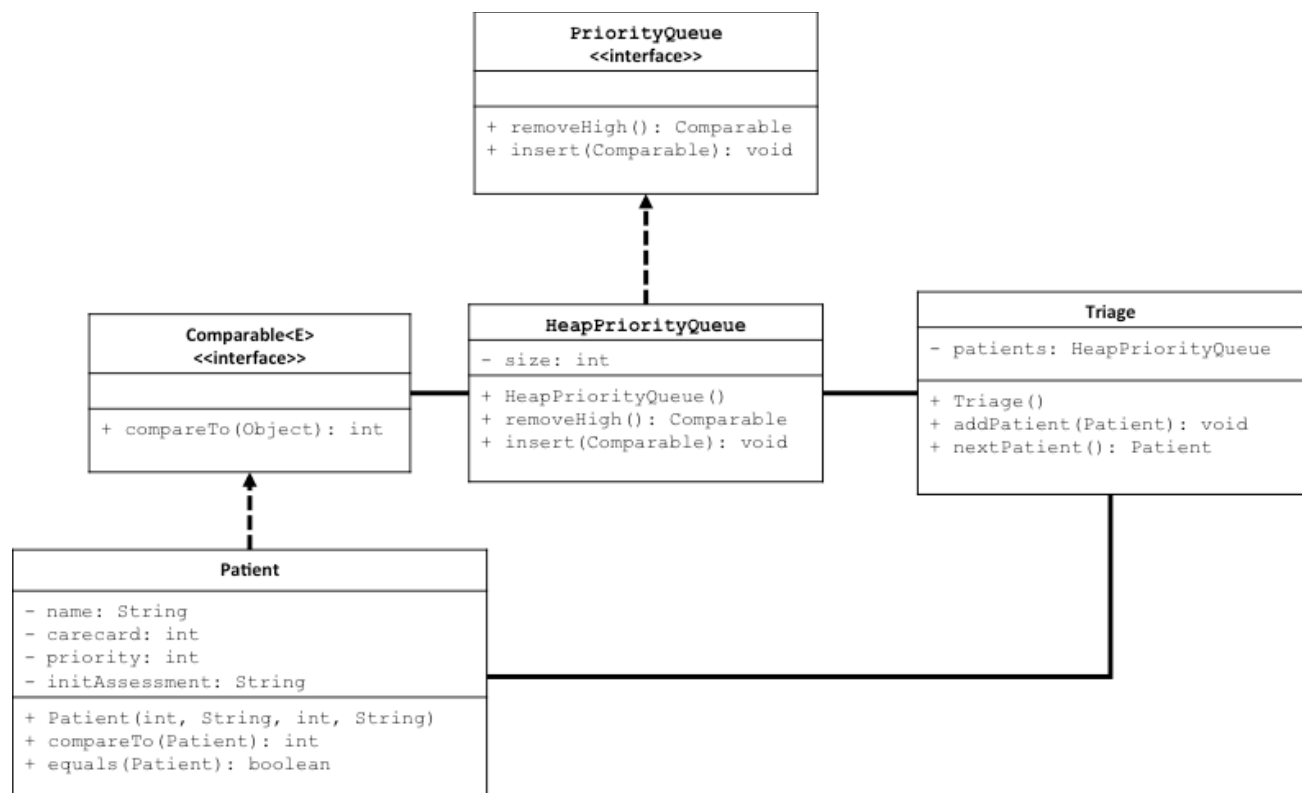 PriorityQueue
<<interface>>
+ removeHigh(): Comparable
+ insert(Comparable): void
Comparable<E>
<<interface>>
+ compareTo(Object): int
HeapPriorityQueue
- size: int
+ HeapPriorityQueue()
+ removeHigh(): Comparable
+ insert(Comparable): void
Triage
- patients: HeapPriorityQueue
+ Triage()
+ addPatient(Patient): void
+ nextPatient(): Patient
Patient
- name: String
- carecard: int
- priority: int
- initAssessment: String
+ Patient(int, String, int, String)
+ compareTo(Patient): int
+ equals(Patient): boolean